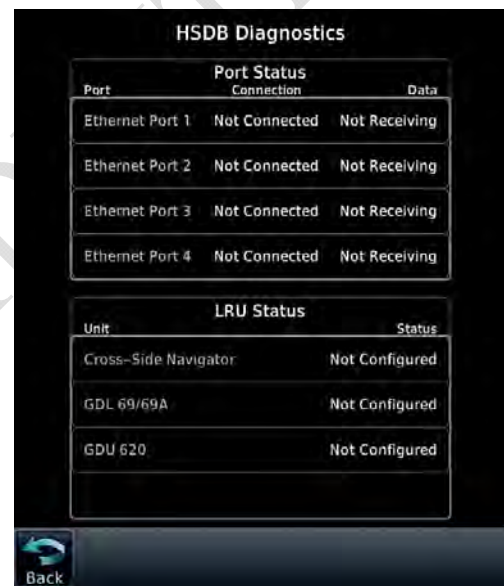 HSDB Diagnostics
Port Status
Port Connection Data
Ethernet Port 1 Not Connected Not Receiving
Ethernet Port 2 Not Connected Not Receiving
Ethernet Port 3 Not Connected Not Receiving
Ethernet Port 4 Not Connected Not Receiving
LRU Status
Unit Status
Cross-Side Navigator Not Configured
GDL 69/69A Not Configured
GDU 620 Not Configured
Back